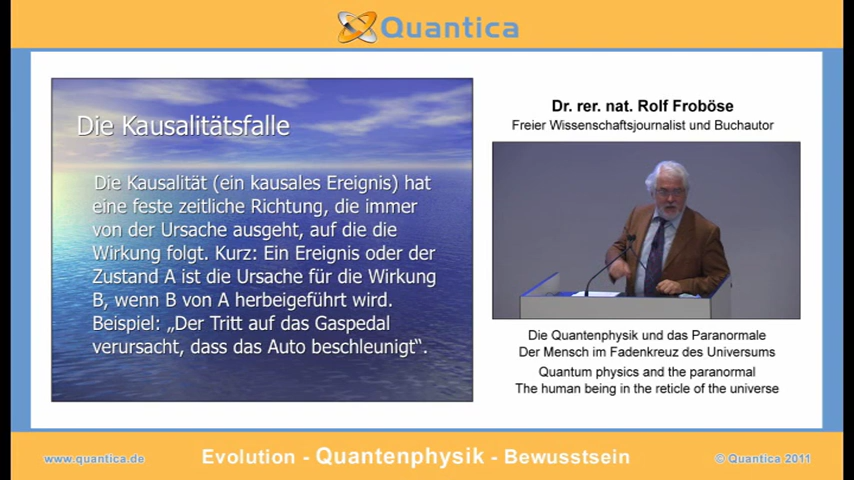 Quantica
Die Kausalitätsfalle
Die Kausalität (ein kausales Ereignis) hat
eine feste zeitliche Richtung, die immer
von der Ursache ausgeht, auf die die
Wirkung folgt. Kurz: Ein Ereignis oder der
Zustand A ist die Ursache für die Wirkung
B, wenn B von A herbeigeführt wird.
Beispiel: „Der Tritt auf das Gaspedal
verursacht, dass das Auto beschleunigt“.
Dr. rer. nat. Rolf Froböse
Freier Wissenschaftsjournalist und Buchautor
Die Quantenphysik und das Paranormale
Der Mensch im Fadenkreuz des Universums
Quantum physics and the paranormal
The human being in the reticle of the universe
www.quantica.de
Evolution - Quantenphysik - Bewusstsein
© Quantica 2011